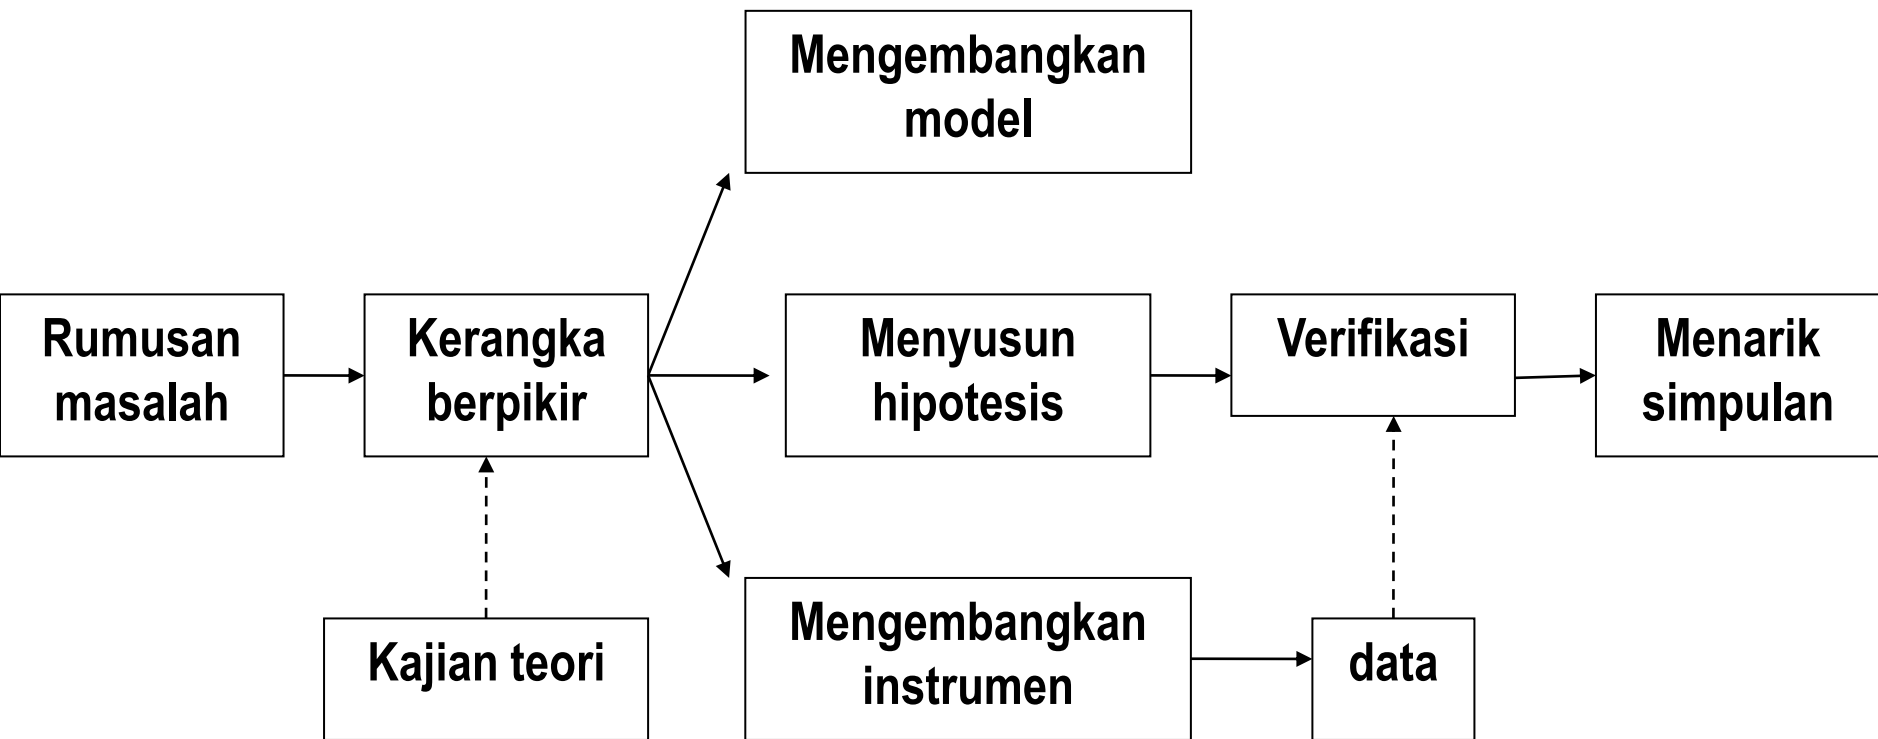 Mengembangkan
model
Rumusan
masalah
Kerangka
berpikir
Menyusun
hipotesis
Verifikasi
Menarik
simpulan
Kajian teori
Mengembangkan
instrumen
data